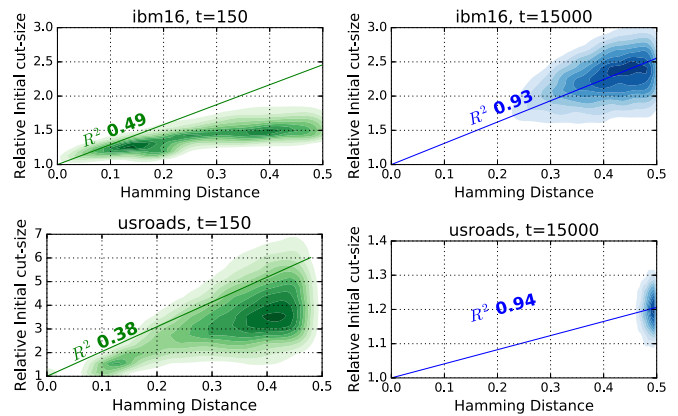 ibm16, t=150
Relative Initial cut-size
3.0
2.5
2.0
1.5
1.0
R² 0.49
0.0 0.1 0.2 0.3 0.4 0.5
Hamming Distance
ibm16, t=15000
Relative Initial cut-size
3.0
2.5
2.0
1.5
1.0
R² 0.93
0.0 0.1 0.2 0.3 0.4 0.5
Hamming Distance
usroads, t=150
Relative Initial cut-size
7
6
5
4
3
2
1
R² 0.38
0.0 0.1 0.2 0.3 0.4 0.5
Hamming Distance
usroads, t=15000
Relative Initial cut-size
1.4
1.3
1.2
1.1
1.0
R² 0.94
0.0 0.1 0.2 0.3 0.4 0.5
Hamming Distance